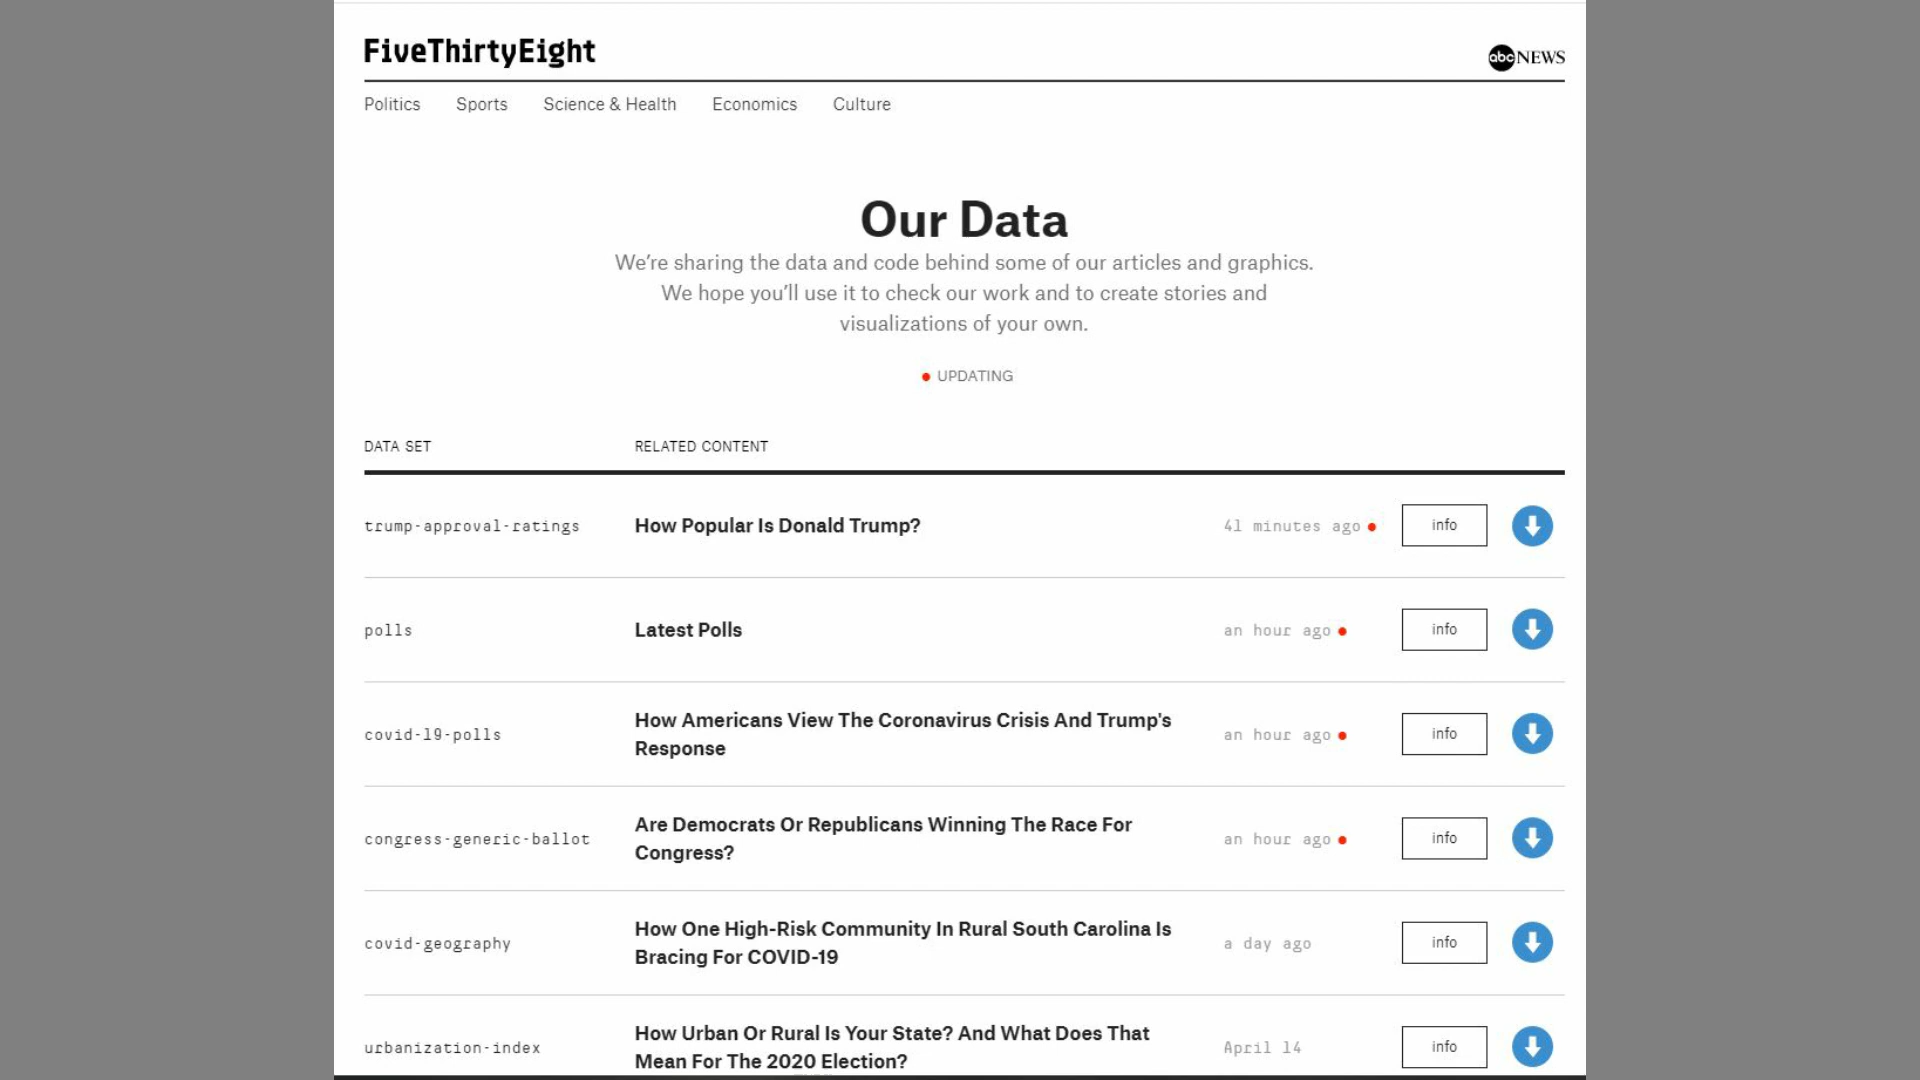 FiveThirtyEight
abc NEWS
Politics Sports Science & Health Economics Culture
Our Data
We’re sharing the data and code behind some of our articles and graphics.
We hope you’ll use it to check our work and to create stories and
visualizations of your own.
UPDATING
DATA SET RELATED CONTENT
trump-approval-ratings How Popular Is Donald Trump? 41 minutes ago info
polls Latest Polls an hour ago info
covid-19-polls How Americans View The Coronavirus Crisis And Trump's
Response an hour ago info
congress-generic-ballot Are Democrats Or Republicans Winning The Race For
Congress? an hour ago info
covid-geography How One High-Risk Community In Rural South Carolina Is
Bracing For COVID-19 a day ago info
urbanization-index How Urban Or Rural Is Your State? And What Does That
Mean For The 2020 Election? April 14 info